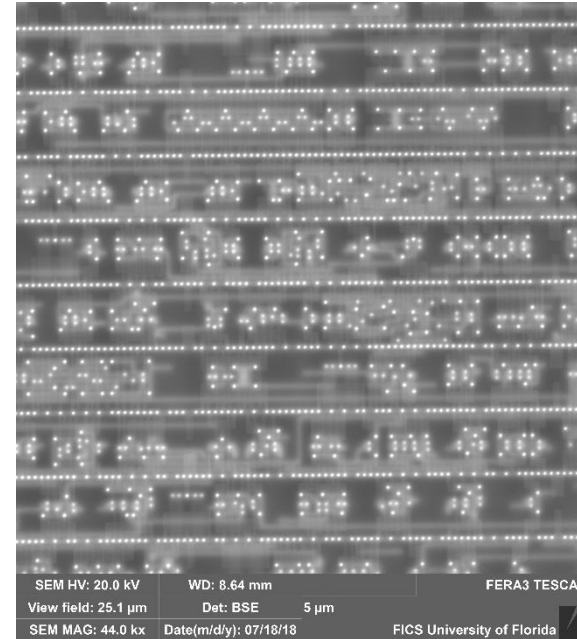 SEM HV: 20.0 kV WD: 8.64 mm FERA3 TESCA
View field: 25.1 µm Det: BSE 5 µm
SEM MAG: 44.0 kx Date(m/d/y): 07/18/18 FICS University of Florida